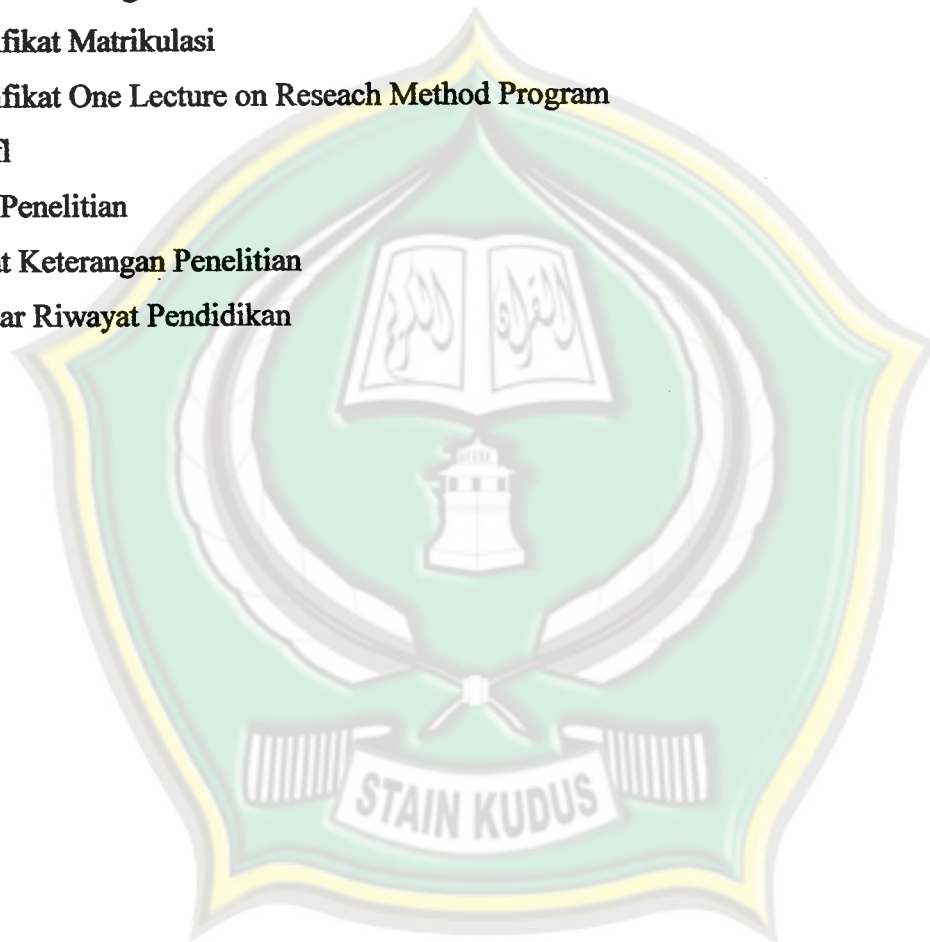 fikat Matrikulasi
fikat One Lecture on Reseach Method Program
fl
Penelitian
t Keterangan Penelitian
ar Riwayat Pendidikan
STAIN KUDUS